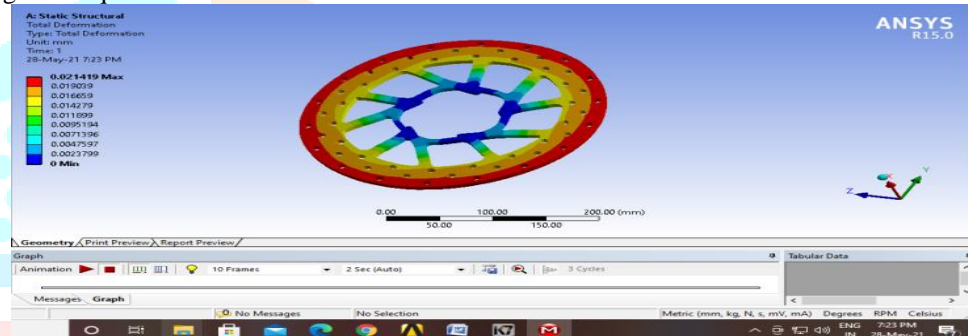 A: Static Structural
Total Deformation
Type: Total Deformation
Unit: mm
Time: 1
28-May-21 7:23 PM
0.021419 Max
0.019039
0.016659
0.014279
0.011899
0.0095194
0.0071396
0.0047597
0.0023799
0 Min
ANSYS
R15.0
Z
Y
0.00 100.00 200.00 (mm)
50.00 150.00
Geometry Print Preview Report Preview
Graph
Tabular Data
Animation 10 Frames 2 Sec (Auto) 3 Cycles
Messages Graph
No Messages No Selection Metric (mm, kg, N, s, mV, mA) Degrees RPM Celsius
ENG 7:23 PM
IN 28-May-21